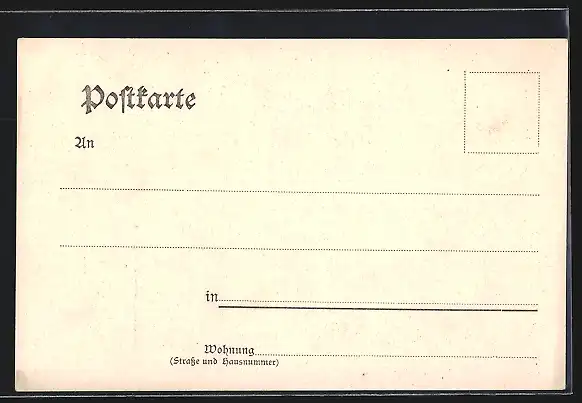 Postkarte
An
in
Wohnung
(Straße und Hausnummer)